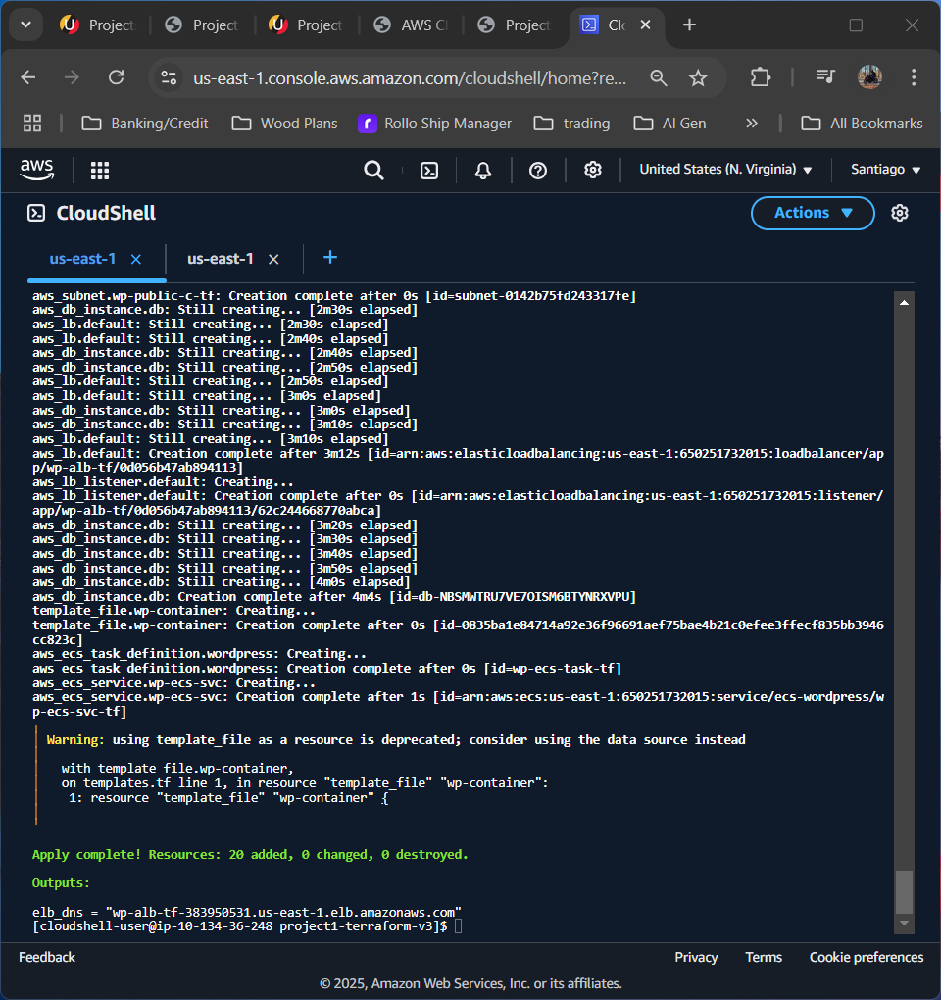 Project
Project
Project
AWS Cl
Project
Clo
us-east-1.console.aws.amazon.com/cloudshell/home?re...
Banking/Credit
Wood Plans
r
Rollo Ship Manager
trading
AI Gen
»
All Bookmarks
aws
United States (N. Virginia) ▼
Santiago ▼
CloudShell
Actions ▼
us-east-1 ×
us-east-1 ×
+
aws_subnet.wp-public-c-tf: Creation complete after 0s [id=subnet-0142b75fd243317fe]
aws_db_instance.db: Still creating... [2m30s elapsed]
aws_lb.default: Still creating... [2m30s elapsed]
aws_lb.default: Still creating... [2m40s elapsed]
aws_db_instance.db: Still creating... [2m40s elapsed]
aws_db_instance.db: Still creating... [2m50s elapsed]
aws_lb.default: Still creating... [2m50s elapsed]
aws_lb.default: Still creating... [3m0s elapsed]
aws_db_instance.db: Still creating... [3m0s elapsed]
aws_db_instance.db: Still creating... [3m10s elapsed]
aws_lb.default: Still creating... [3m10s elapsed]
aws_lb.default: Creation complete after 3m12s [id=arn:aws:elasticloadbalancing:us-east-1:650251732015:loadbalancer/ap
p/wp-alb-tf/0d056b47ab894113]
aws_lb_listener.default: Creating...
aws_lb_listener.default: Creation complete after 0s [id=arn:aws:elasticloadbalancing:us-east-1:650251732015:listener/
app/wp-alb-tf/0d056b47ab894113/62c244668770abca]
aws_db_instance.db: Still creating... [3m20s elapsed]
aws_db_instance.db: Still creating... [3m30s elapsed]
aws_db_instance.db: Still creating... [3m40s elapsed]
aws_db_instance.db: Still creating... [3m50s elapsed]
aws_db_instance.db: Still creating... [4m0s elapsed]
aws_db_instance.db: Creation complete after 4m4s [id=db-NBSMWTRU7VE7OISM6BTYNRXVPU]
template_file.wp-container: Creating...
template_file.wp-container: Creation complete after 0s [id=0835ba1e84714a92e36f96691aef75bae4b21c0efee3ffecf835bb3946
cc823c]
aws_ecs_task_definition.wordpress: Creating...
aws_ecs_task_definition.wordpress: Creation complete after 0s [id=wp-ecs-task-tf]
aws_ecs_service.wp-ecs-svc: Creating...
aws_ecs_service.wp-ecs-svc: Creation complete after 1s [id=arn:aws:ecs:us-east-1:650251732015:service/ecs-wordpress/w
p-ecs-svc-tf]
Warning: using template_file as a resource is deprecated; consider using the data source instead
with template_file.wp-container,
on templates.tf line 1, in resource "template_file" "wp-container":
1: resource "template_file" "wp-container" {
Apply complete! Resources: 20 added, 0 changed, 0 destroyed.
Outputs:
elb_dns = "wp-alb-tf-383950531.us-east-1.elb.amazonaws.com"
[cloudshell-user@ip-10-134-36-248 project1-terraform-v3]$
Feedback
Privacy
Terms
Cookie preferences
© 2025, Amazon Web Services, Inc. or its affiliates.